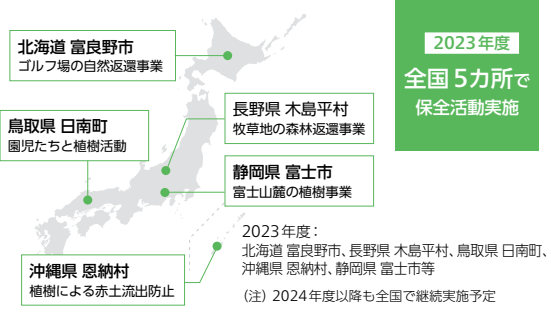 2023年度
全国5カ所で
保全活動実施
北海道 富良野市
ゴルフ場の自然返還事業
長野県 木島平村
牧草地の森林返還事業
鳥取県 日南町
園児たちと植樹活動
静岡県 富士市
富士山麓の植樹事業
沖縄県 恩納村
植樹による赤土流出防止
2023年度：
北海道 富良野市、長野県 木島平村、鳥取県 日南町、
沖縄県 恩納村、静岡県 富士市等
（注）2024年度以降も全国で継続実施予定